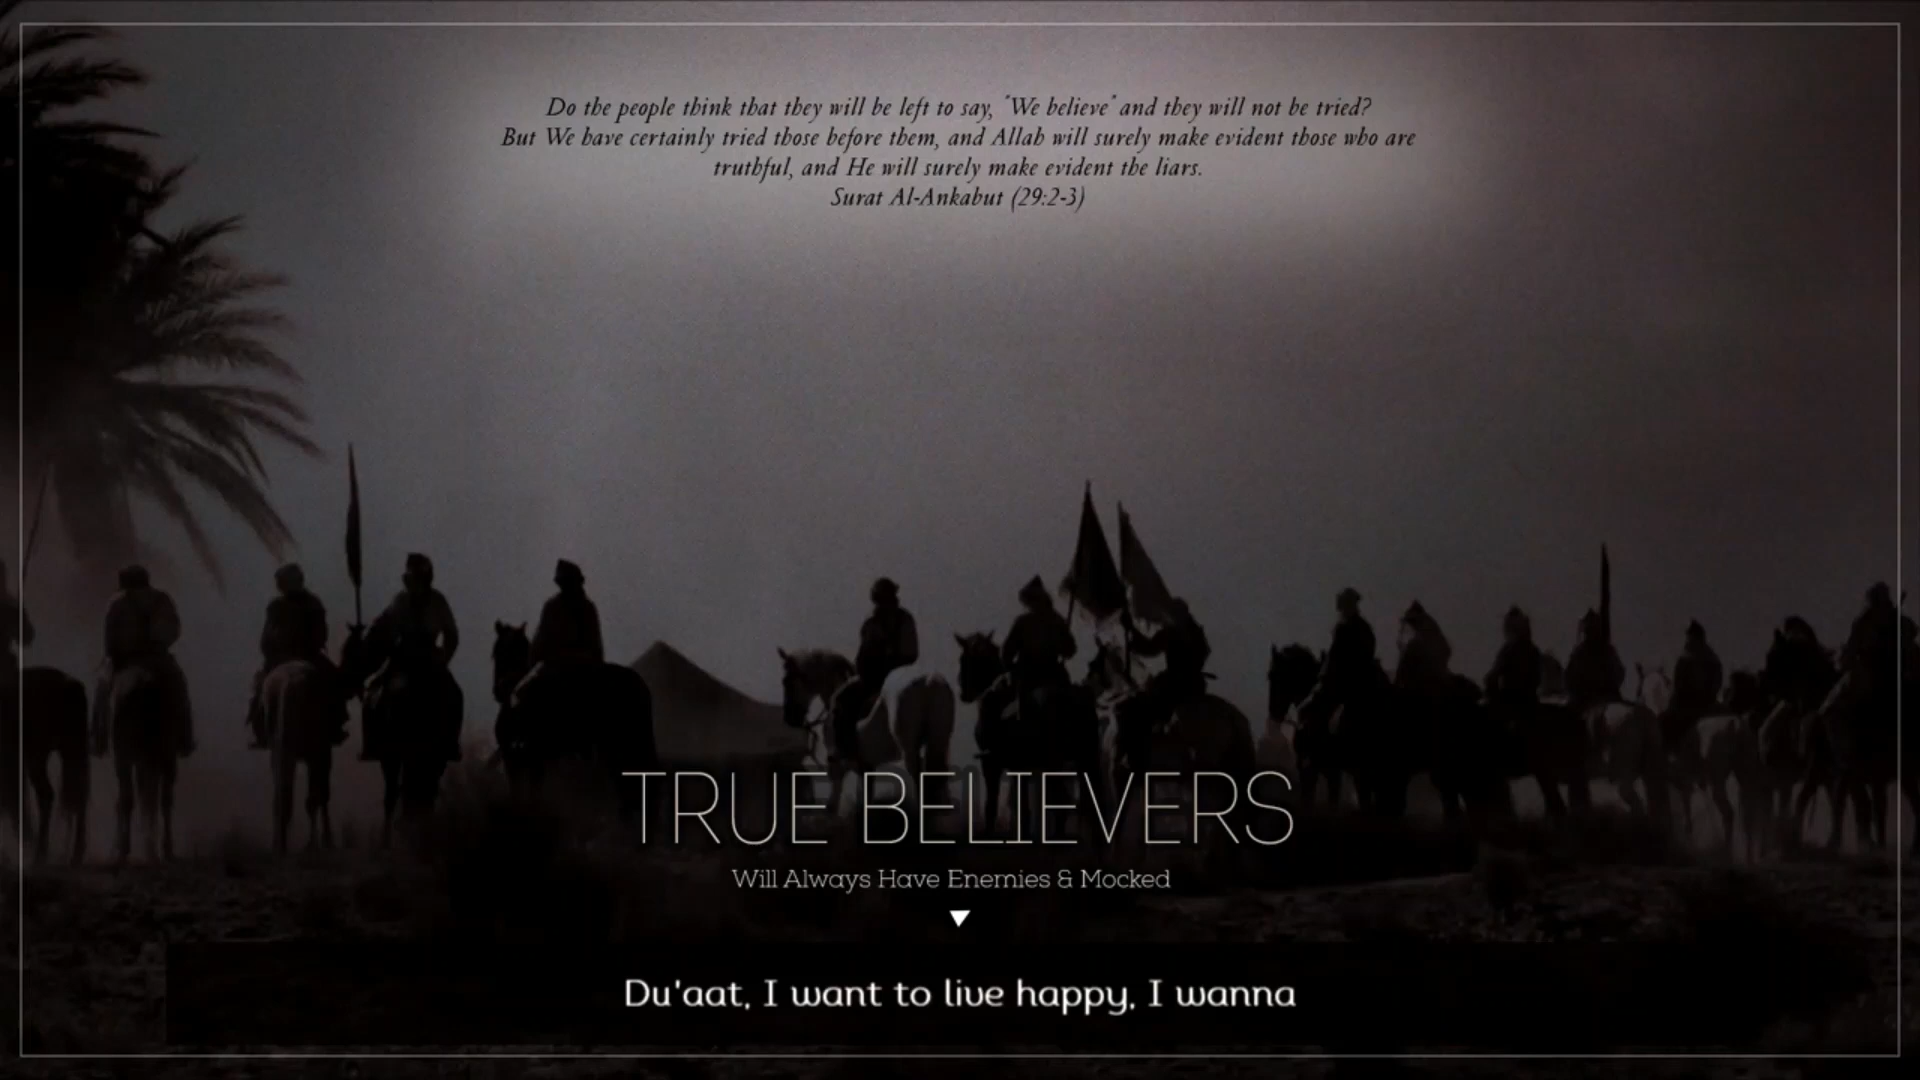 Do the people think that they will be left to say, "We believe" and they will not be tried?
But We have certainly tried those before them, and Allah will surely make evident those who are
truthful, and He will surely make evident the liars.
Surat Al-Ankabut (29:2-3)
TRUE BELIEVERS
Will Always Have Enemies & Mocked
Du'aat, I want to live happy, I wanna